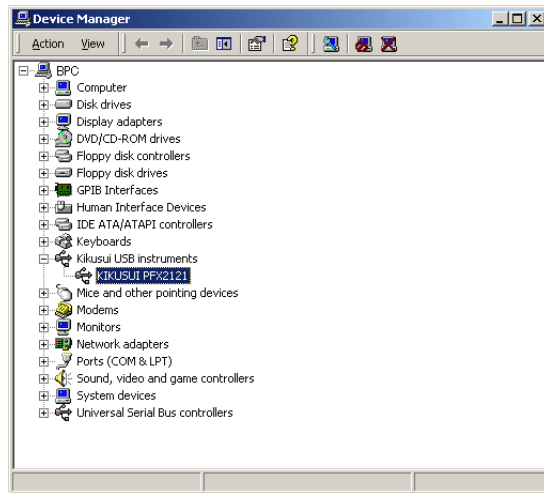 Device Manager
Action View
BPC
Computer
Disk drives
Display adapters
DVD/CD-ROM drives
Floppy disk controllers
Floppy disk drives
GPIB Interfaces
Human Interface Devices
IDE ATA/ATAPI controllers
Keyboards
Kikusui USB instruments
KIKUSUI PFX2121
Mice and other pointing devices
Modems
Monitors
Network adapters
Ports (COM & LPT)
Sound, video and game controllers
System devices
Universal Serial Bus controllers